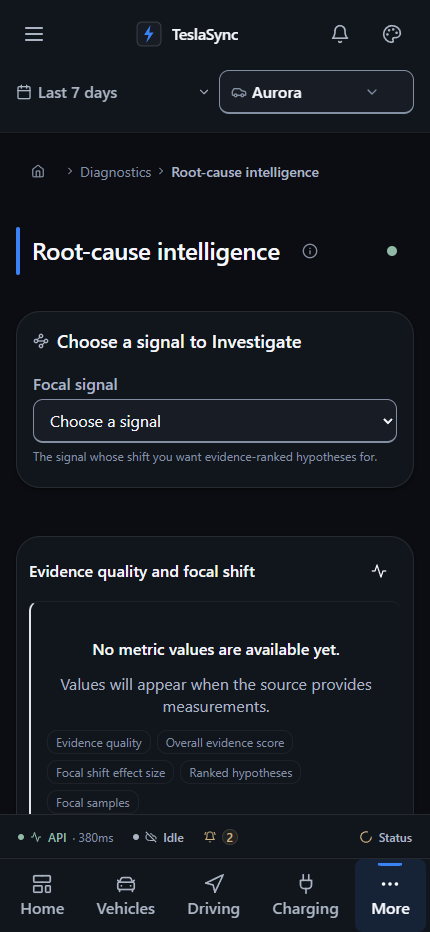 TeslaSync
Last 7 days
Aurora
Diagnostics
Root-cause intelligence
Root-cause intelligence
Choose a signal to Investigate
Focal signal
Choose a signal
The signal whose shift you want evidence-ranked hypotheses for.
Evidence quality and focal shift
No metric values are available yet.
Values will appear when the source provides
measurements.
Evidence quality
Overall evidence score
Focal shift effect size
Ranked hypotheses
Focal samples
API · 380ms
Idle
2
Status
Home
Vehicles
Driving
Charging
More